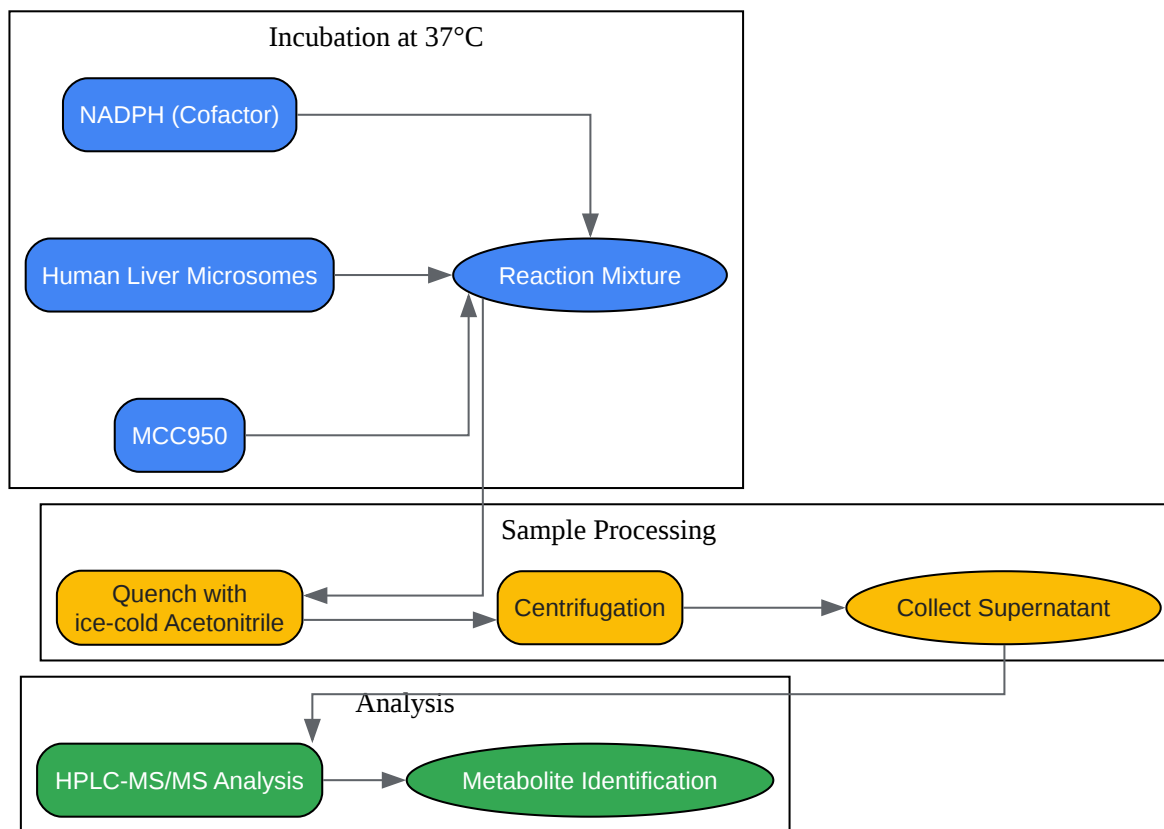 Incubation at 37°C
NADPH (Cofactor)
Human Liver Microsomes
Reaction Mixture
MCC950
Sample Processing
Quench with
ice-cold Acetonitrile
Centrifugation
Collect Supernatant
Analysis
HPLC-MS/MS Analysis
Metabolite Identification